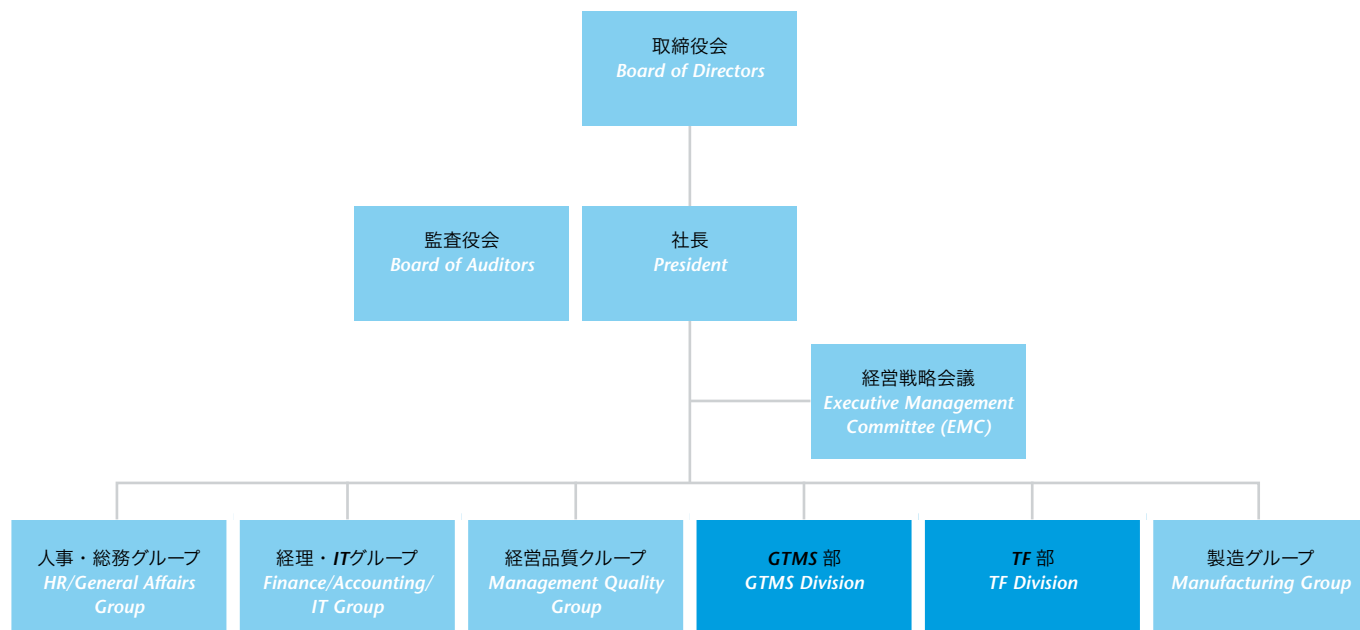 取締役会
Board of Directors
監査役会
Board of Auditors
社長
President
経営戦略会議
Executive Management
Committee (EMC)
人事・総務グループ
HR/General Affairs
Group
経理・ITグループ
Finance/Accounting/
IT Group
経営品質クループ
Management Quality
Group
GTMS 部
GTMS Division
TF 部
TF Division
製造グループ
Manufacturing Group